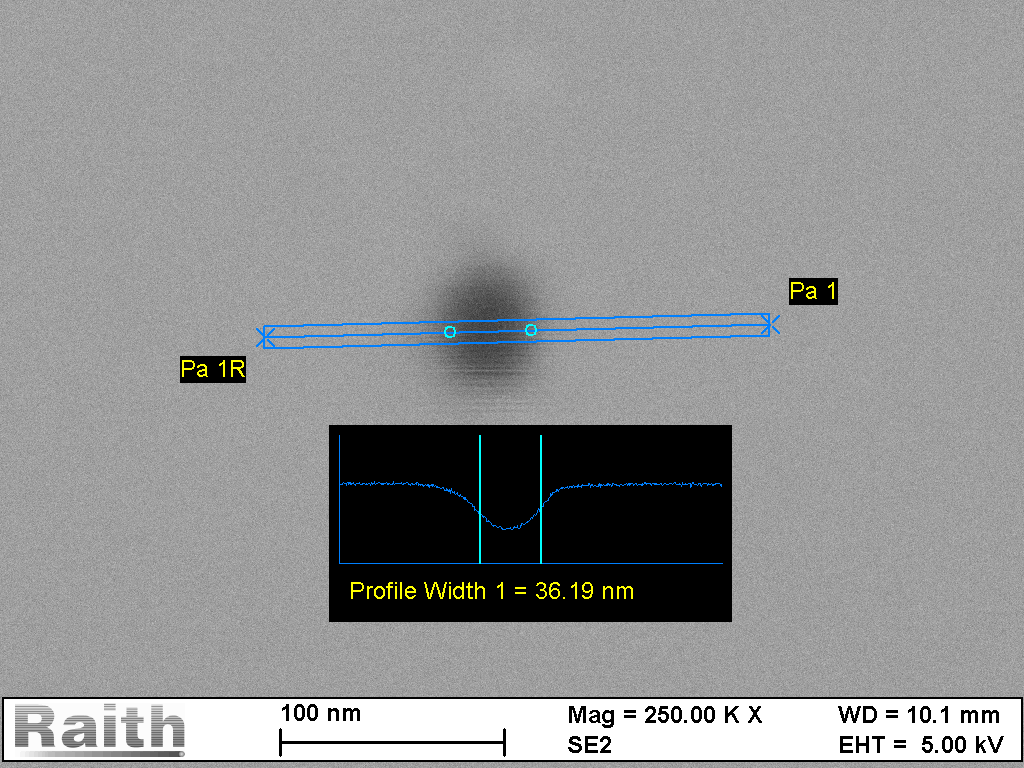 Pa 1
Pa 1R
Profile Width 1 = 36.19 nm
Raith
100 nm
Mag = 250.00 K X
WD = 10.1 mm
SE2
EHT = 5.00 kV